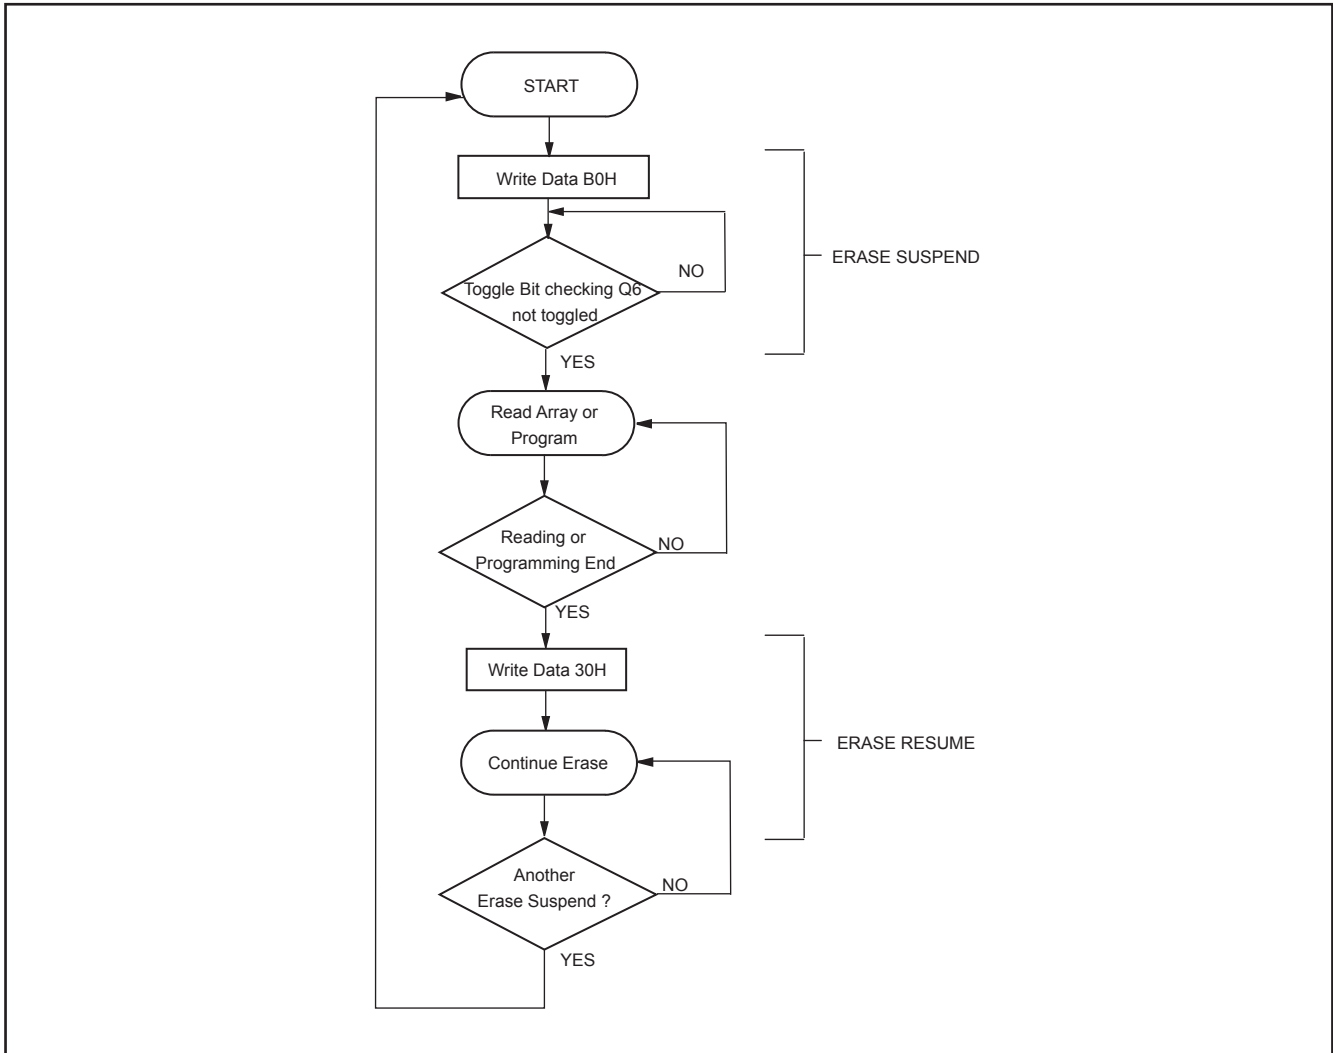 START
Write Data B0H
ERASE SUSPEND
NO
Toggle Bit checking Q6
not toggled
YES
Read Array or
Program
Reading or
Programming End
NO
YES
Write Data 30H
ERASE RESUME
Continue Erase
Another
Erase Suspend ?
NO
YES